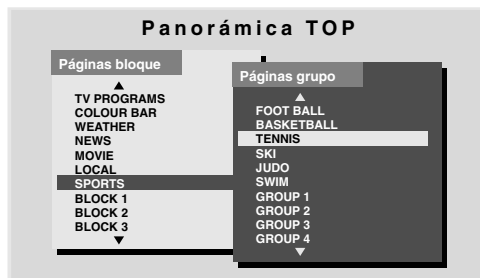 Panorámica TOP
Páginas bloque
TV PROGRAMS
COLOUR BAR
WEATHER
NEWS
MOVIE
LOCAL
SPORTS
BLOCK 1
BLOCK 2
BLOCK 3
Páginas grupo
FOOT BALL
BASKETBALL
TENNIS
SKI
JUDO
SWIM
GROUP 1
GROUP 2
GROUP 3
GROUP 4